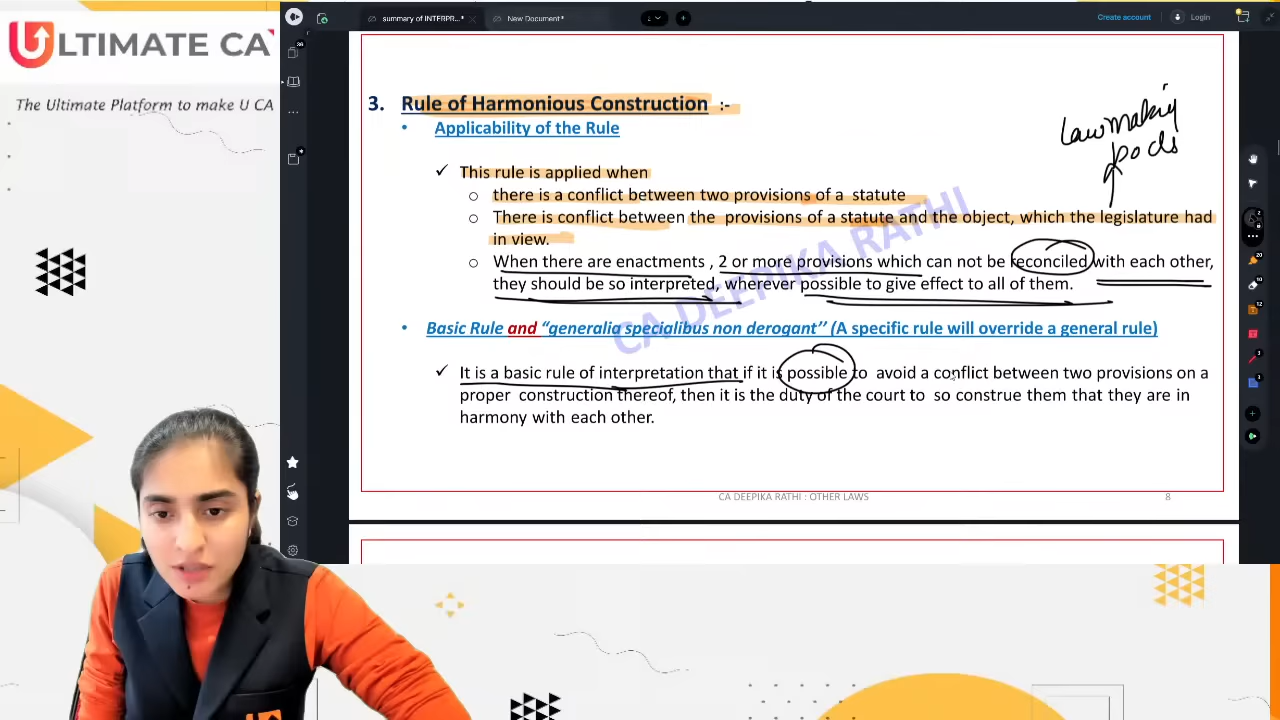 ULTIMATE CA
The Ultimate Platform to make U CA
summary of INTERPR...*
New Document*
2
Create account
Login
3. Rule of Harmonious Construction :-
• Applicability of the Rule
✓ This rule is applied when
o there is a conflict between two provisions of a statute
o There is conflict between the provisions of a statute and the object, which the legislature had
in view.
o When there are enactments , 2 or more provisions which can not be reconciled with each other,
they should be so interpreted, wherever possible to give effect to all of them.
• Basic Rule and “generalia specialibus non derogant” (A specific rule will override a general rule)
✓ It is a basic rule of interpretation that if it is possible to avoid a conflict between two provisions on a
proper construction thereof, then it is the duty of the court to so construe them that they are in
harmony with each other.
CA DEEPIKA RATHI
CA DEEPIKA RATHI : OTHER LAWS
8